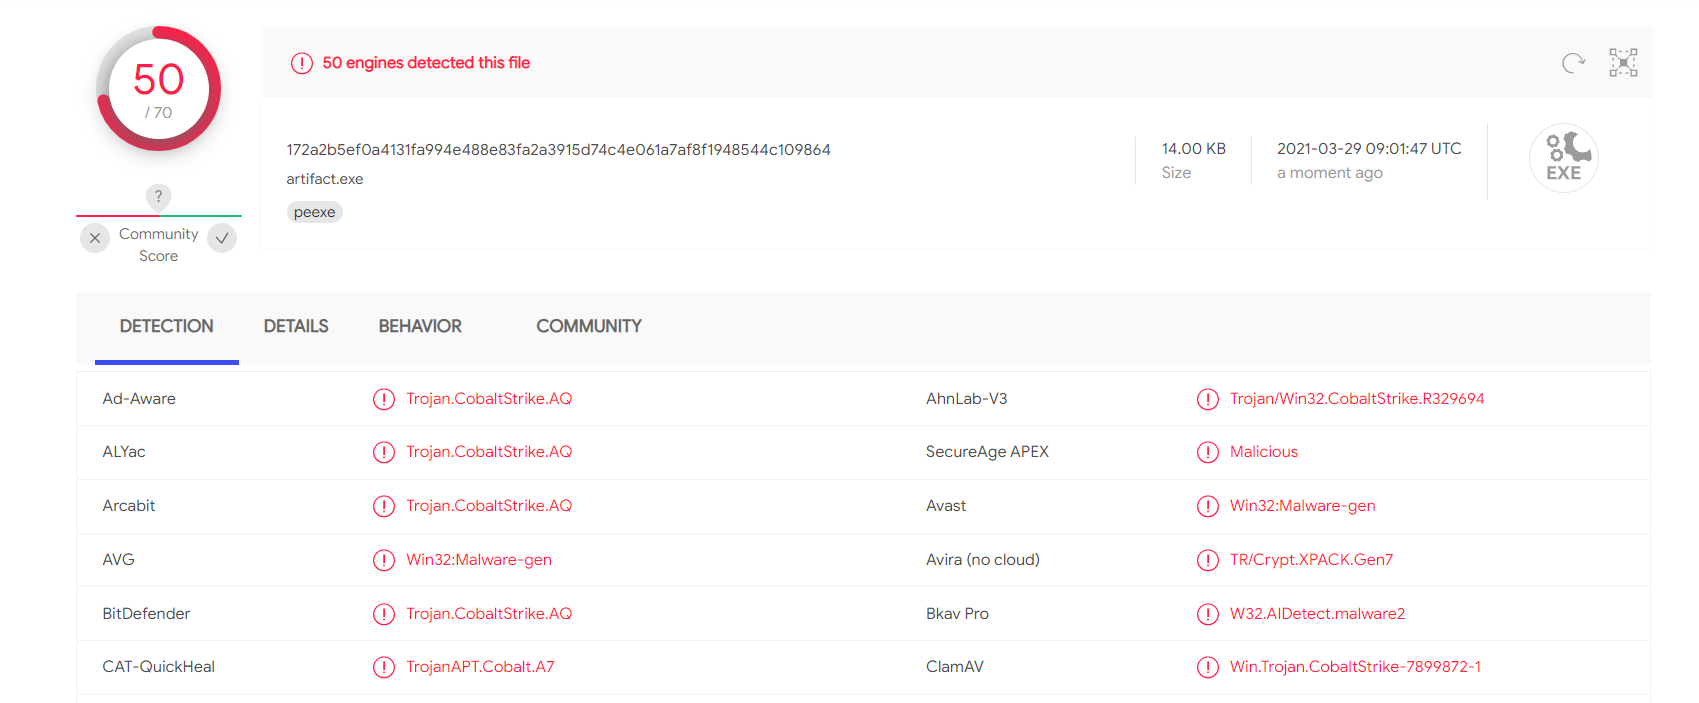 50
/ 70
50 engines detected this file
172a2b5ef0a4131fa994e488e83fa2a3915d74c4e061a7af8f1948544c109864
artifact.exe
peexe
14.00 KB
Size
2021-03-29 09:01:47 UTC
a moment ago
EXE
?
Community
Score
DETECTION DETAILS BEHAVIOR COMMUNITY
Ad-Aware Trojan.CobaltStrike.AQ AhnLab-V3 Trojan/Win32.CobaltStrike.R329694
ALYac Trojan.CobaltStrike.AQ SecureAge APEX Malicious
Arcabit Trojan.CobaltStrike.AQ Avast Win32:Malware-gen
AVG Win32:Malware-gen Avira (no cloud) TR/Crypt.XPACK.Gen7
BitDefender Trojan.CobaltStrike.AQ Bkav Pro W32.AIDetect.malware2
CAT-QuickHeal TrojanAPT.Cobalt.A7 ClamAV Win.Trojan.CobaltStrike-7899872-1